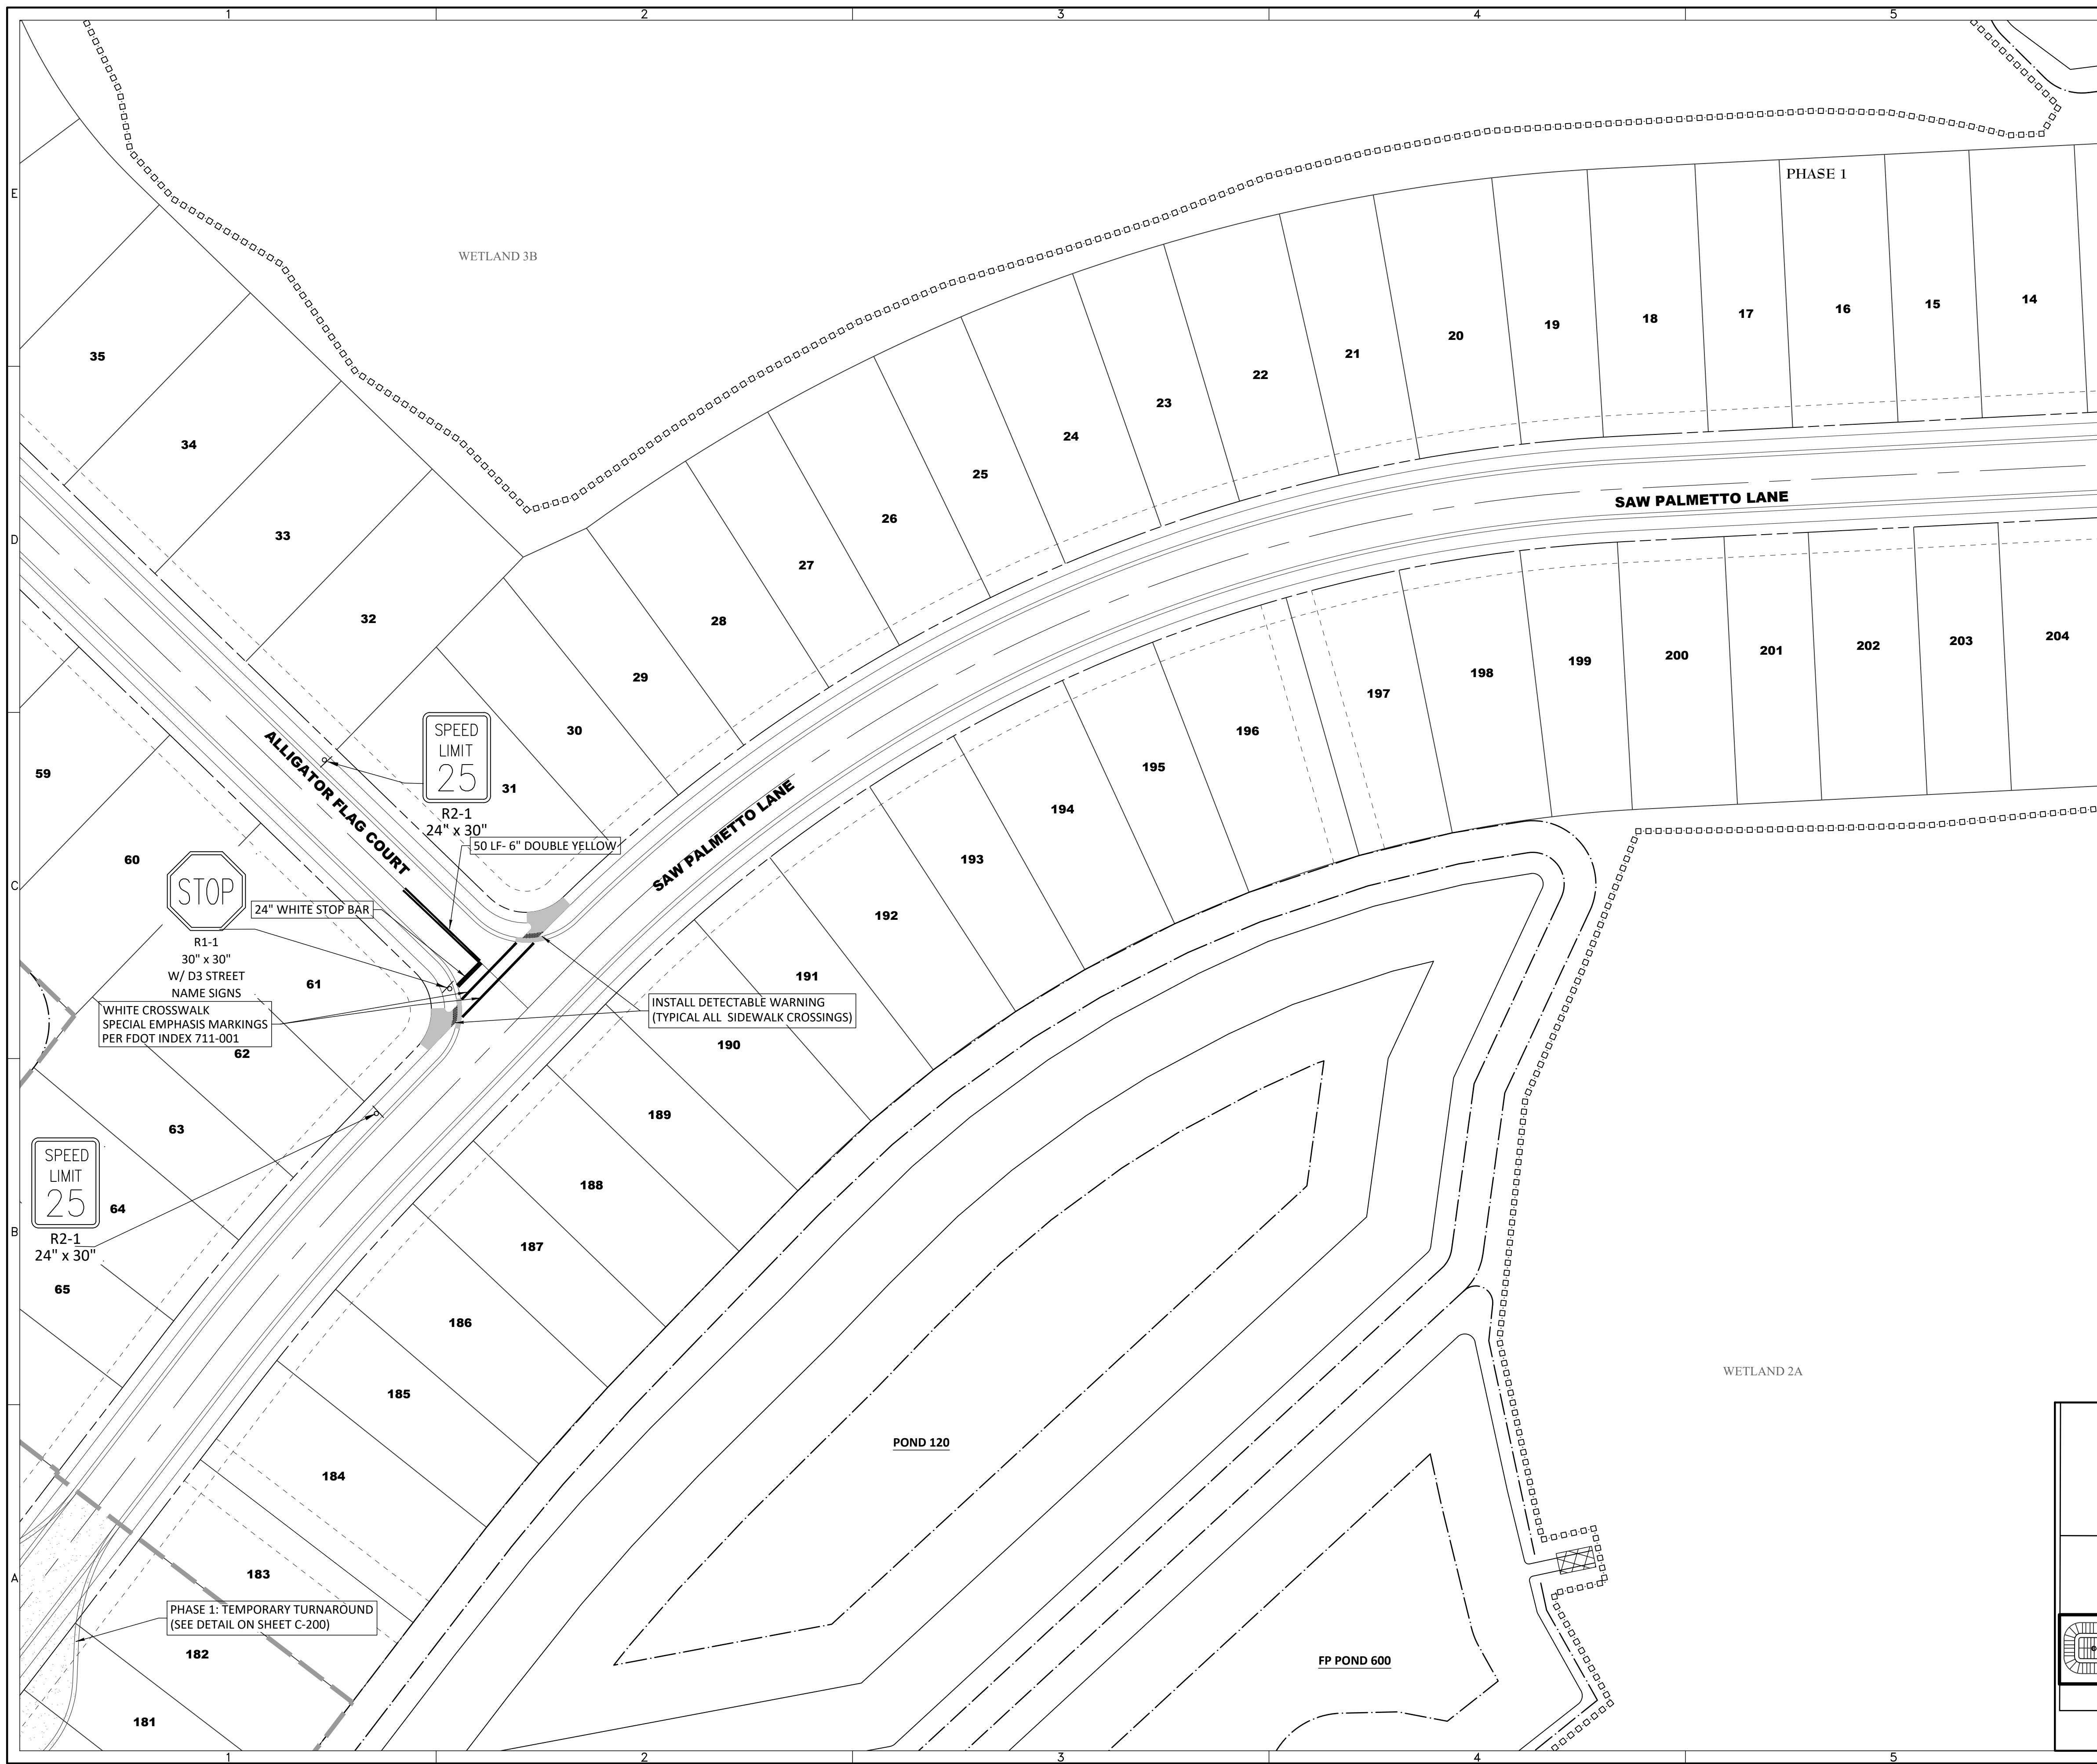 1
2
3
4
5
E
D
C
B
A
PHASE 1
WETLAND 3B
35
34
33
32
31
30
29
28
27
26
25
24
23
22
21
20
19
18
17
16
15
14
SAW PALMETTO LANE
204
203
202
201
200
199
198
197
196
195
194
193
192
191
190
189
188
187
186
185
184
183
182
181
59
60
61
62
63
64
65
ALLIGATOR FLAG COURT
SAW PALMETTO LANE
SPEED
LIMIT
25
R2-1
24" x 30"
50 LF- 6" DOUBLE YELLOW
STOP
24" WHITE STOP BAR
R1-1
30" x 30"
W/ D3 STREET
NAME SIGNS
WHITE CROSSWALK
SPECIAL EMPHASIS MARKINGS
PER FDOT INDEX 711-001
INSTALL DETECTABLE WARNING
(TYPICAL ALL SIDEWALK CROSSINGS)
SPEED
LIMIT
25
R2-1
24" x 30"
WETLAND 2A
POND 120
FP POND 600
PHASE 1: TEMPORARY TURNAROUND
(SEE DETAIL ON SHEET C-200)
1
2
3
4
5